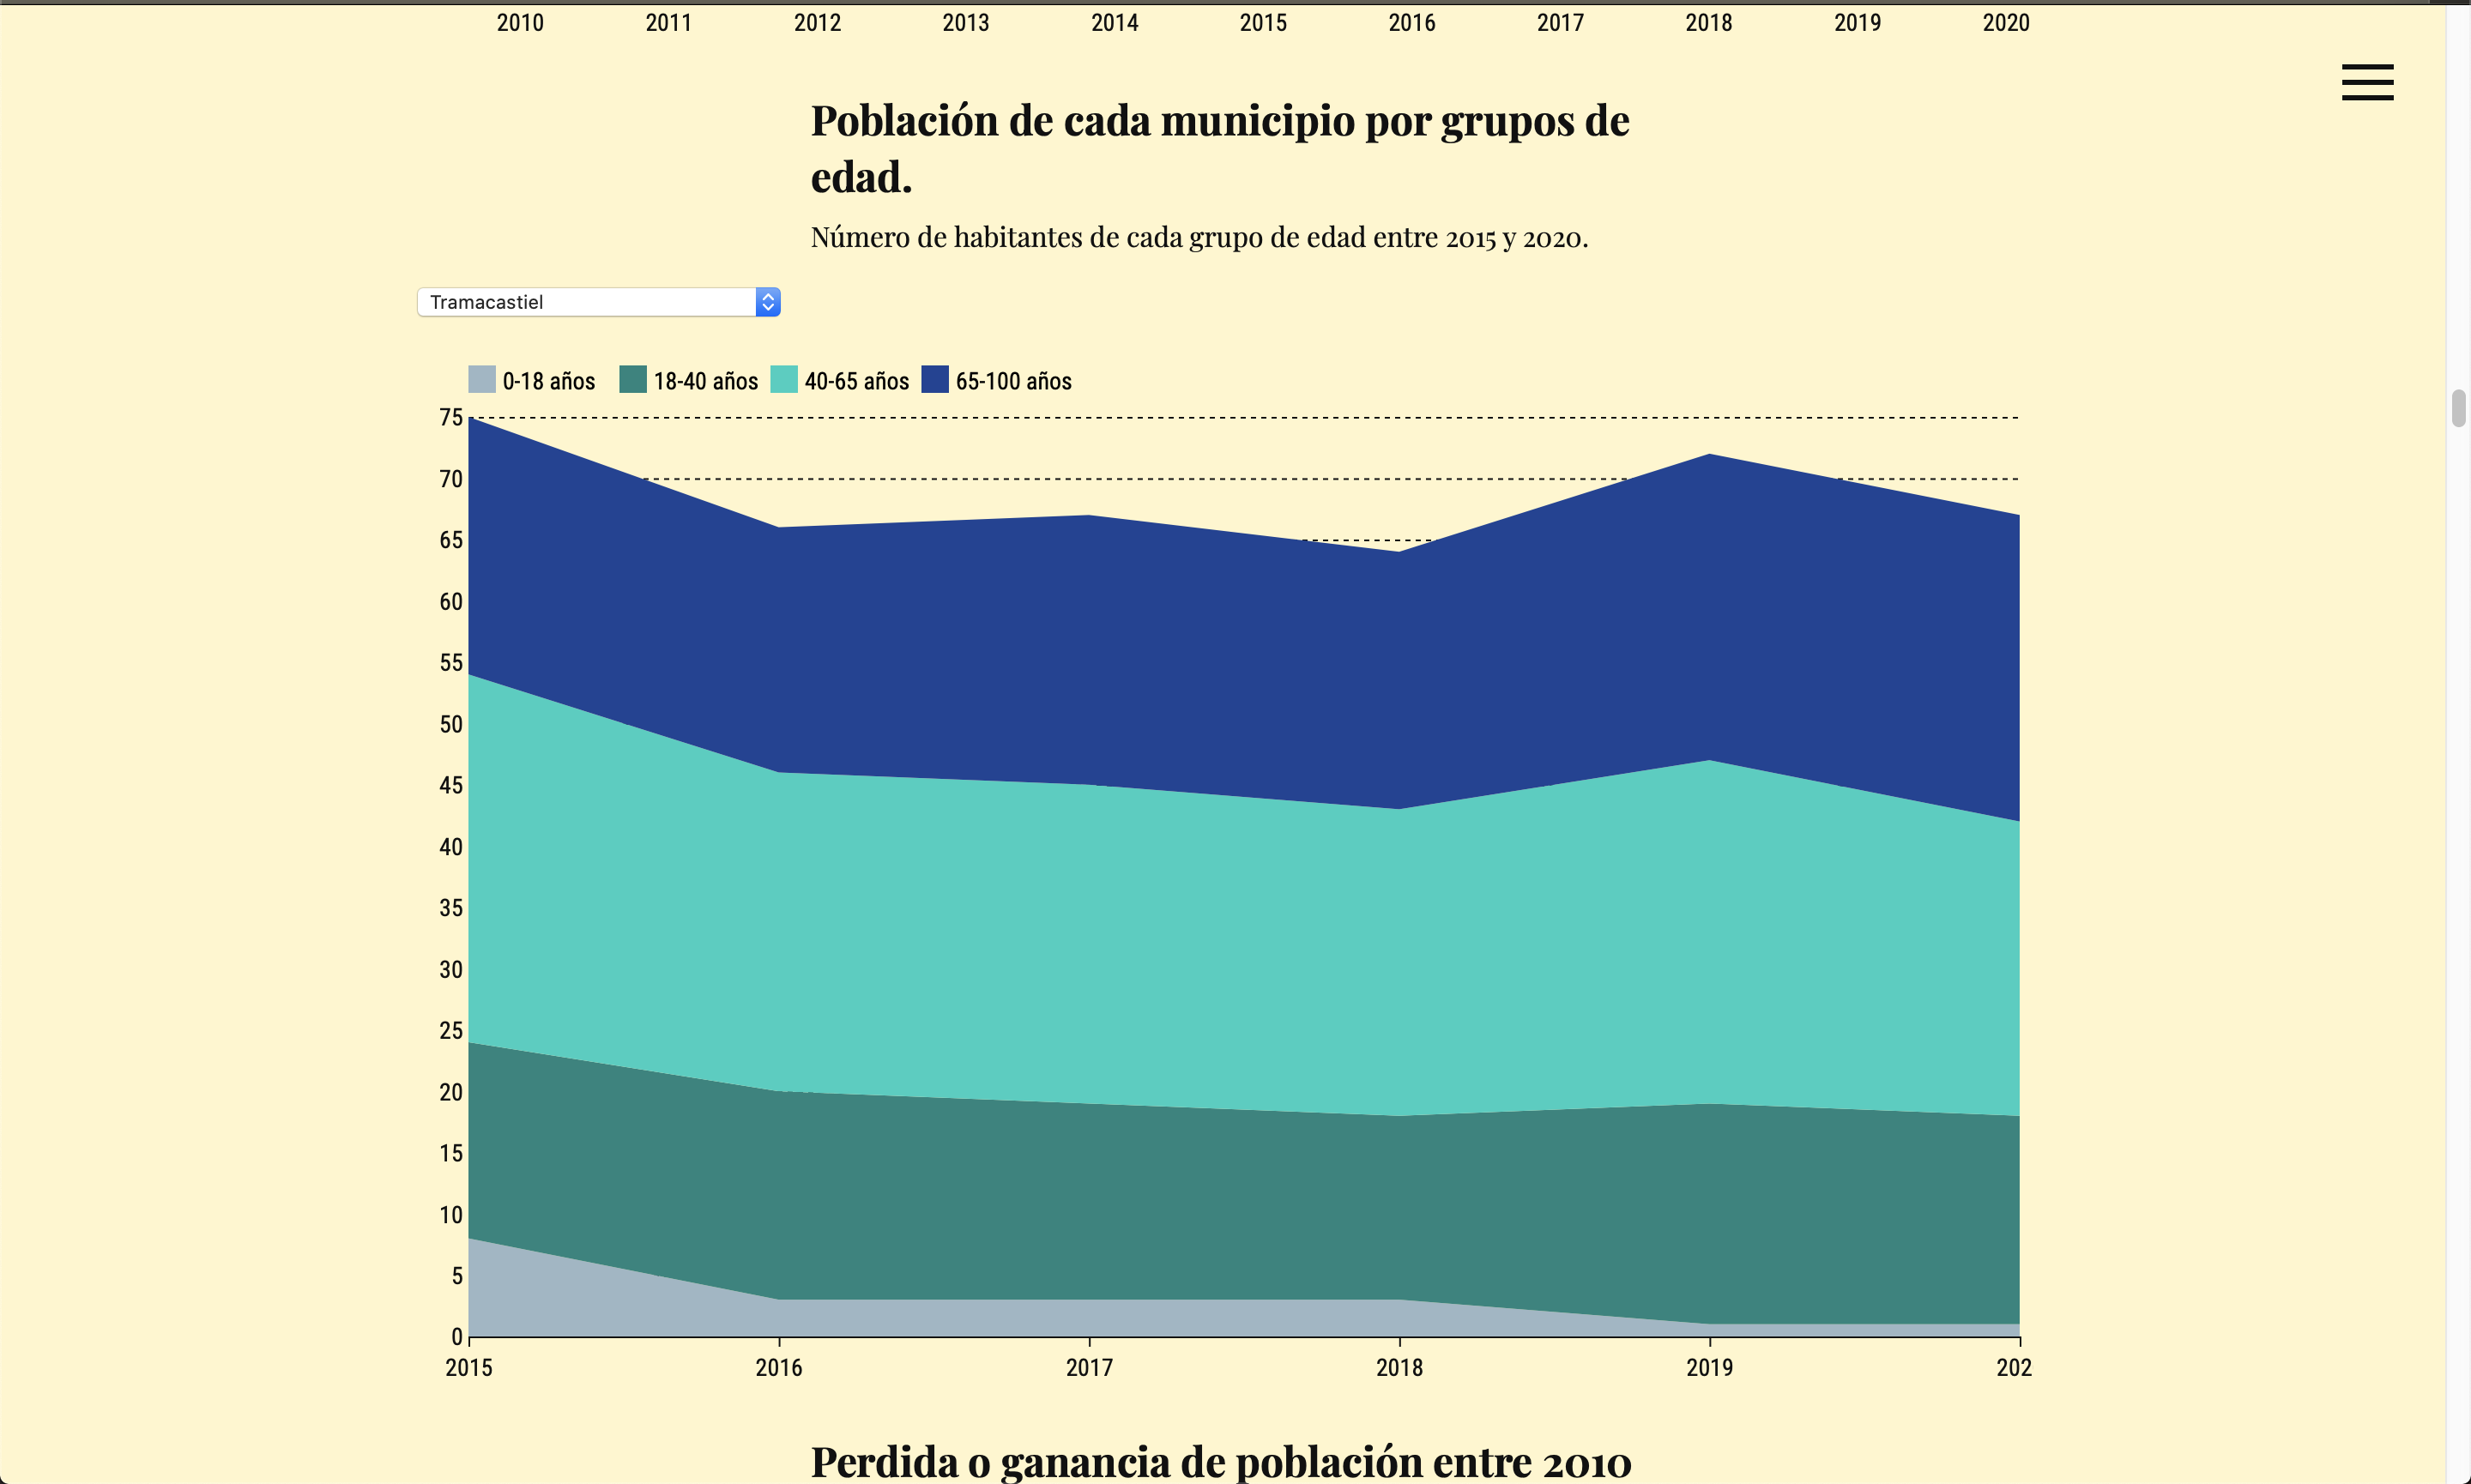 2010 2011 2012 2013 2014 2015 2016 2017 2018 2019 2020
Población de cada municipio por grupos de
edad.
Número de habitantes de cada grupo de edad entre 2015 y 2020.
Tramacastiel
0-18 años 18-40 años 40-65 años 65-100 años
75
70
65
60
55
50
45
40
35
30
25
20
15
10
5
0
2015 2016 2017 2018 2019 202
Perdida o ganancia de población entre 2010